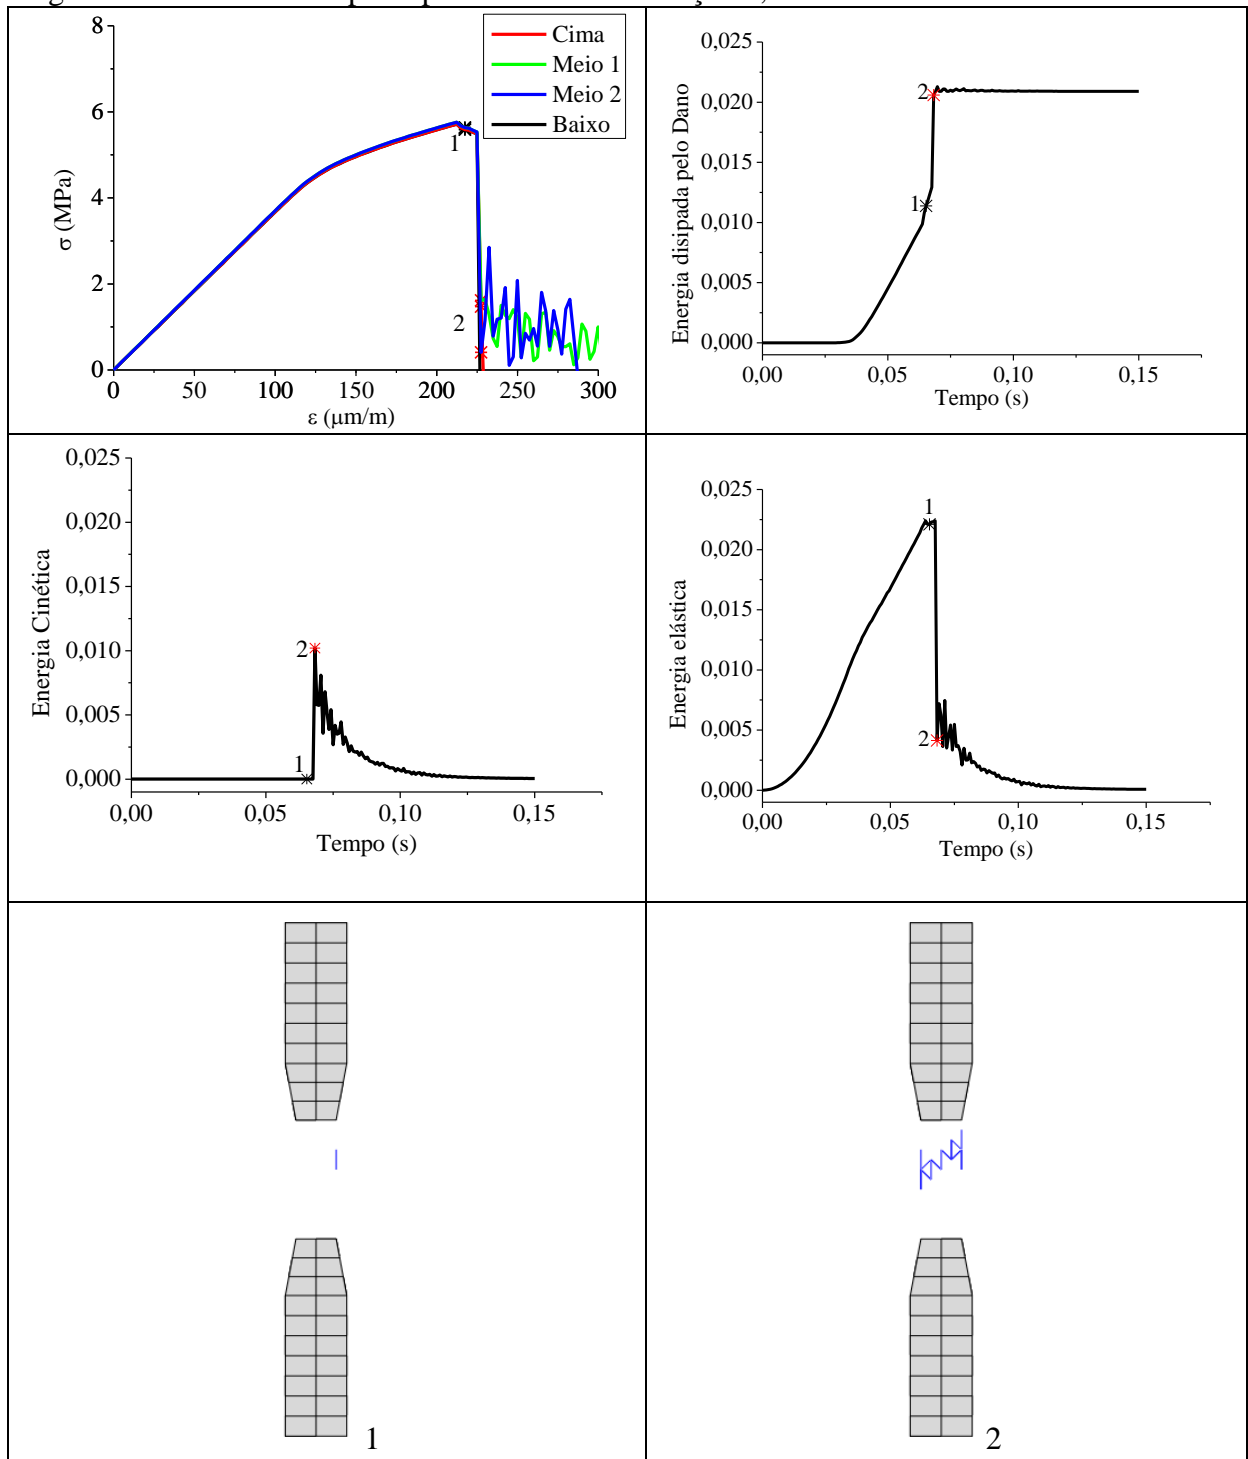 8
6
4
2
0
σ (MPa)
Cima
Meio 1
Meio 2
Baixo
1
2
0 50 100 150 200 250 300
ε (μm/m)
0,025
0,020
0,015
0,010
0,005
0,000
Energia disipada pelo Dano
2
1
0,00 0,05 0,10 0,15
Tempo (s)
0,025
0,020
0,015
0,010
0,005
0,000
Energia Cinética
2
1
0,00 0,05 0,10 0,15
Tempo (s)
0,025
0,020
0,015
0,010
0,005
0,000
Energia elástica
1
2
0,00 0,05 0,10 0,15
Tempo (s)
1
2